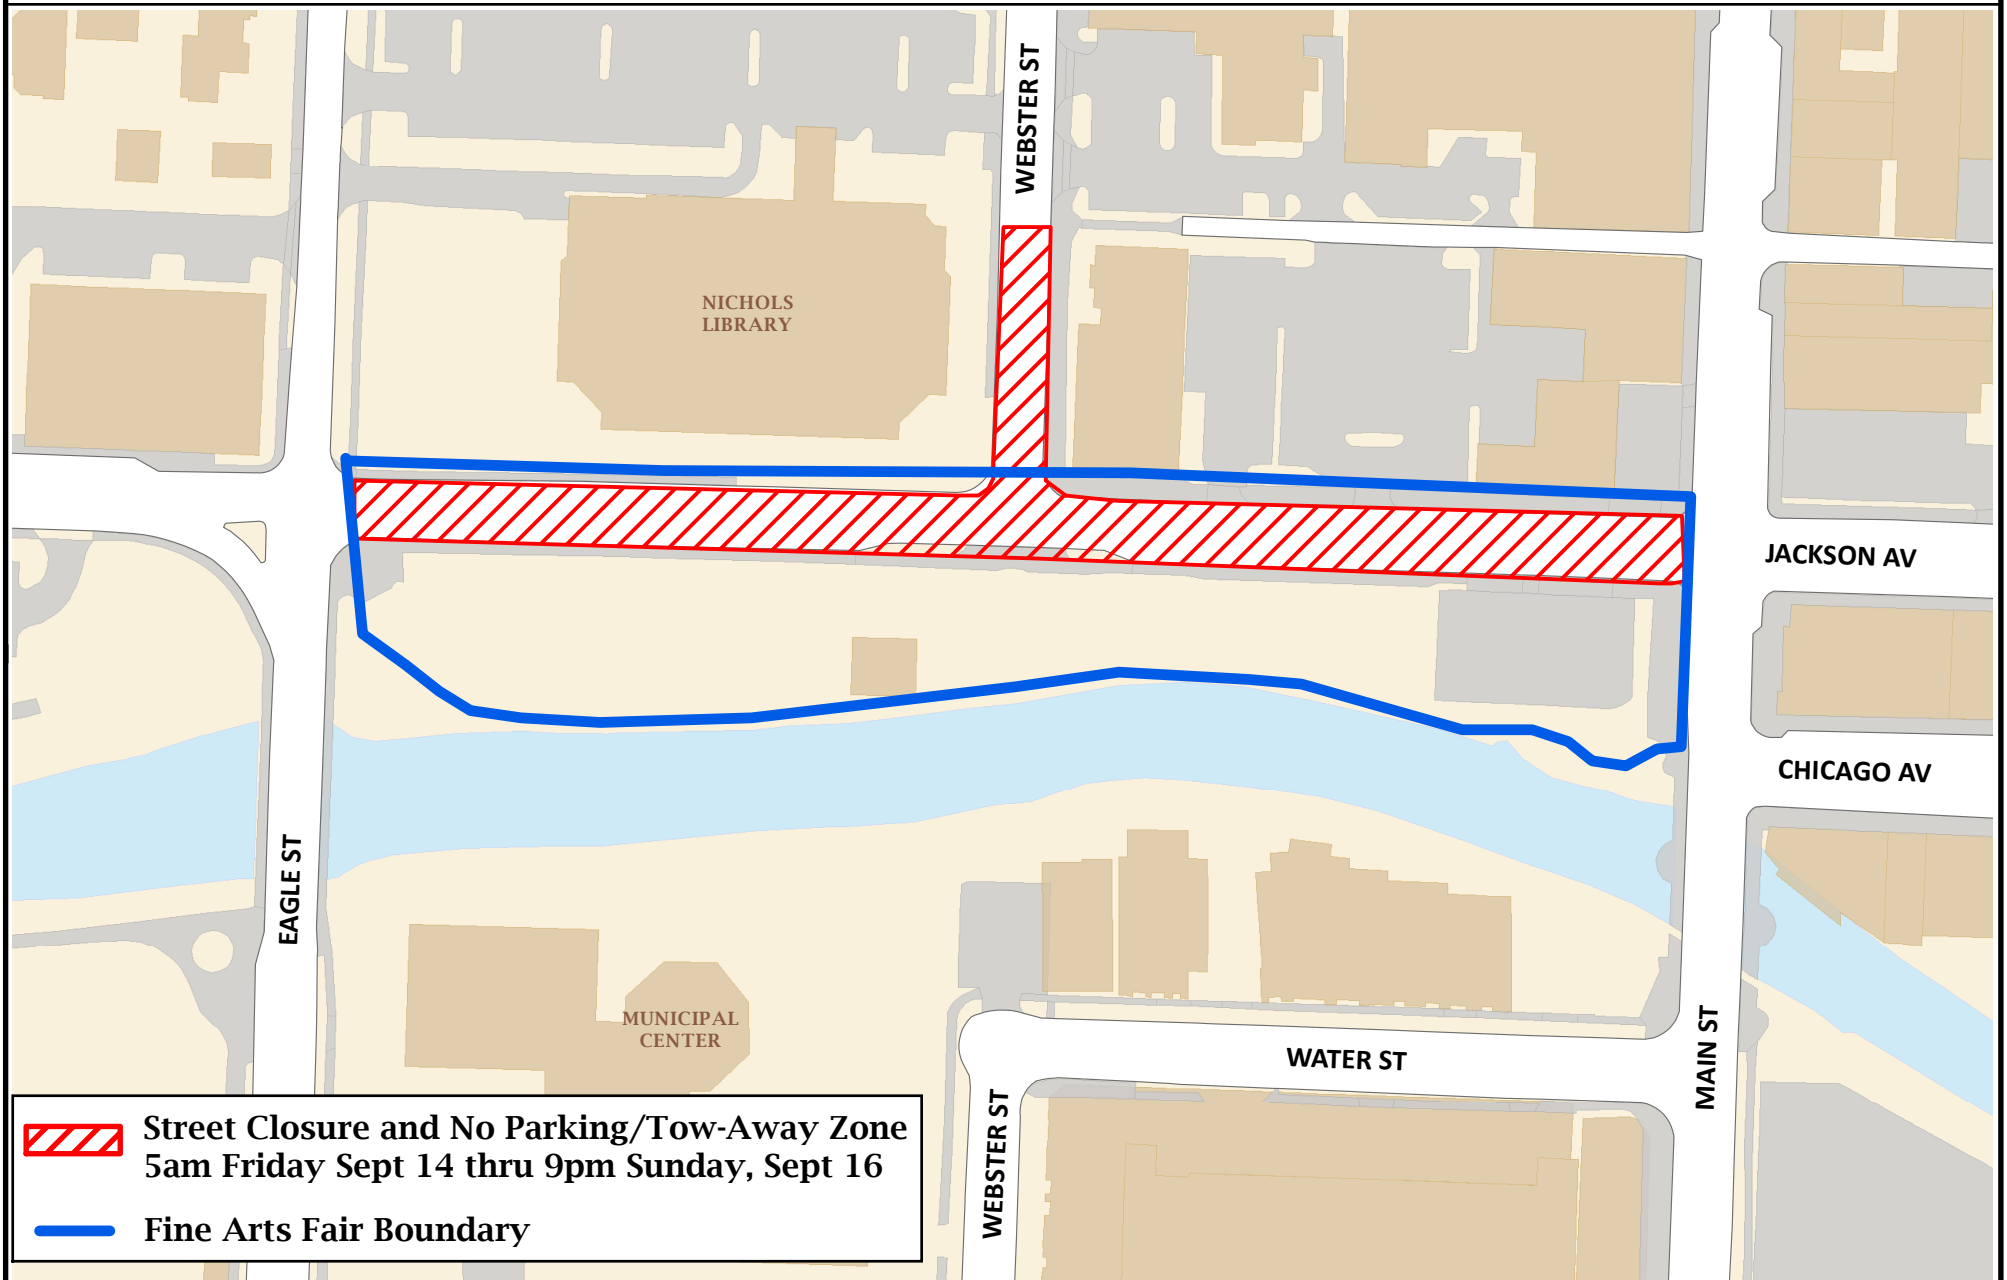 WEBSTER ST
NICHOLS
LIBRARY
JACKSON AV
CHICAGO AV
EAGLE ST
MUNICIPAL
CENTER
WATER ST
MAIN ST
WEBSTER ST
Street Closure and No Parking/Tow-Away Zone
5am Friday Sept 14 thru 9pm Sunday, Sept 16
Fine Arts Fair Boundary